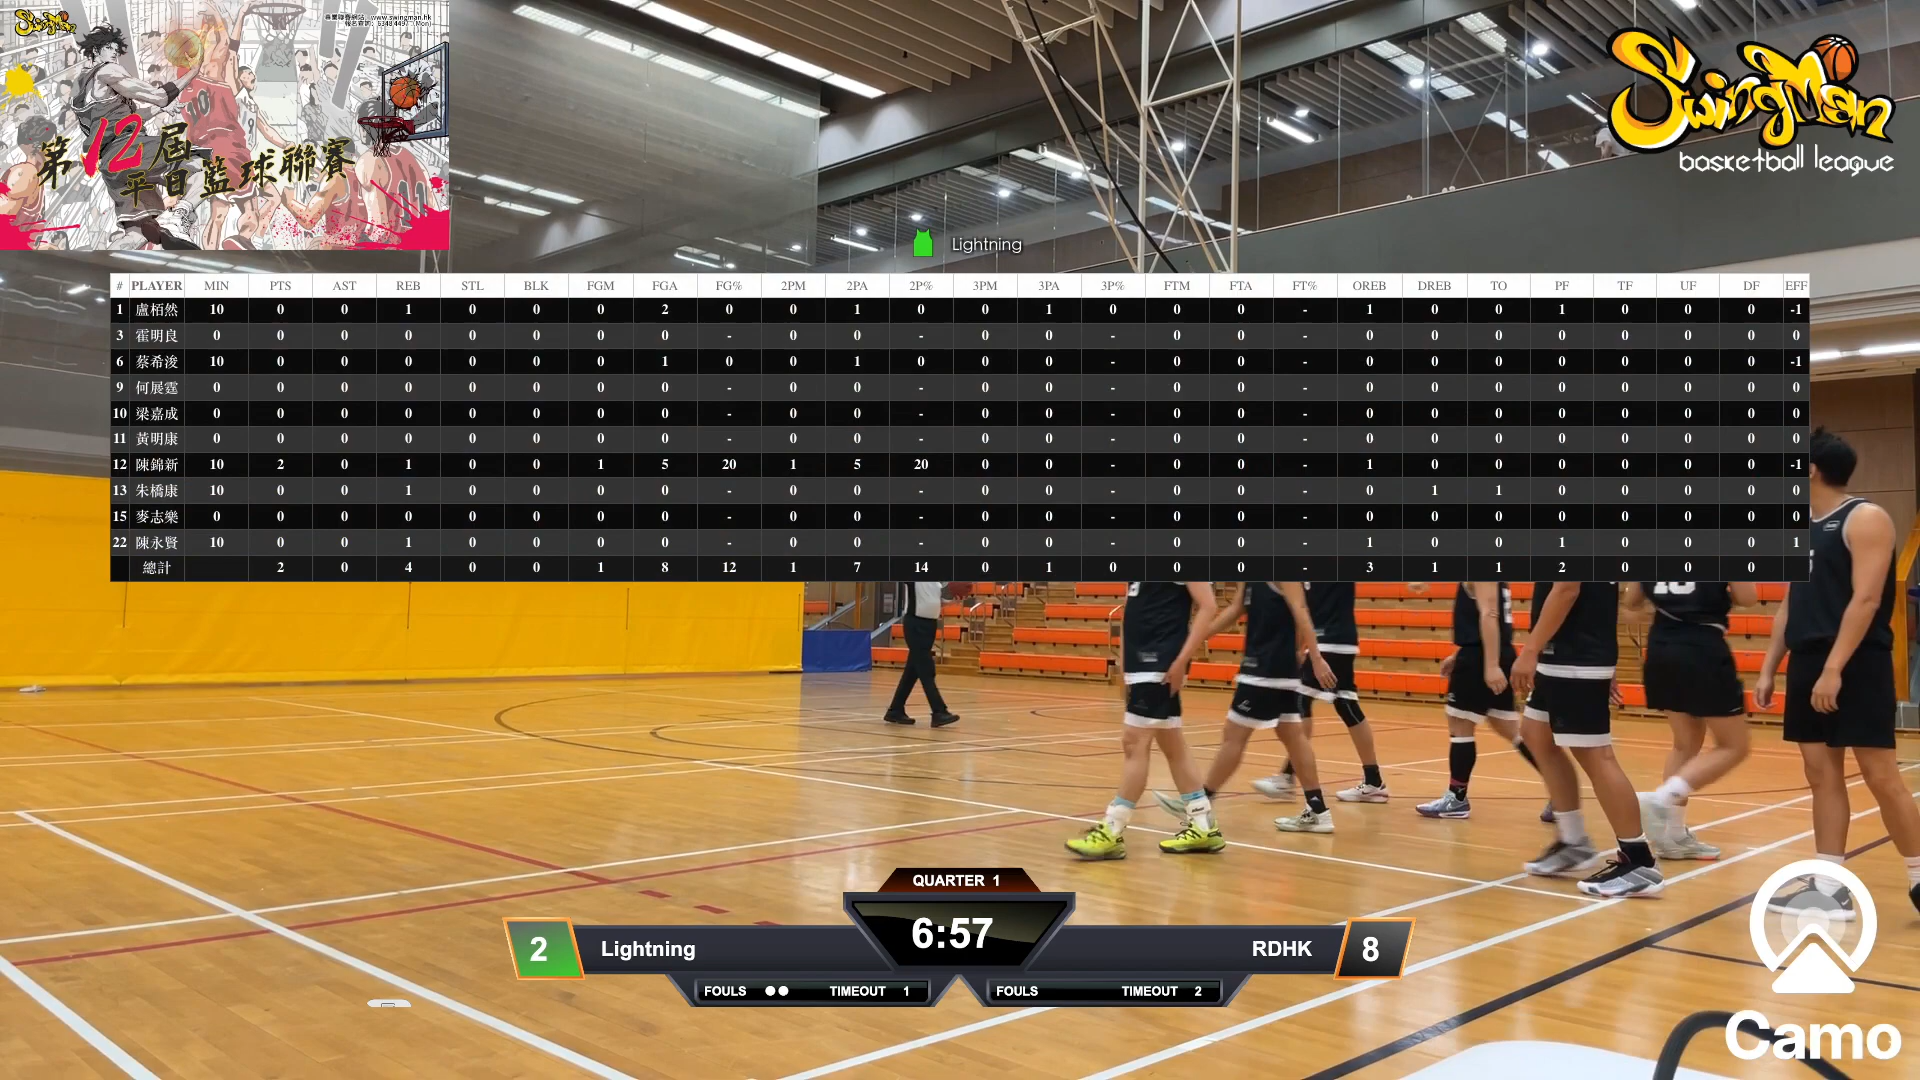 SwingMan
專業聯賽網站: www.swingman.hk
報名查詢: 6348 4497 (Mon)
第12屆
平日籃球聯賽
SwingMan
basketball league
Lightning
# PLAYER MIN PTS AST REB STL BLK FGM FGA FG% 2PM 2PA 2P% 3PM 3PA 3P% FTM FTA FT% OREB DREB TO PF TF UF DF EFF
1 盧栢然 10 0 0 1 0 0 0 2 0 0 1 0 0 1 0 0 0 - 1 0 0 1 0 0 0 -1
3 霍明良 0 0 0 0 0 0 0 0 - 0 0 - 0 0 - 0 0 - 0 0 0 0 0 0 0 0
6 蔡希浚 10 0 0 0 0 0 0 1 0 0 1 0 0 0 - 0 0 - 0 0 0 0 0 0 0 -1
9 何展霆 0 0 0 0 0 0 0 0 - 0 0 - 0 0 - 0 0 - 0 0 0 0 0 0 0 0
10 梁嘉成 0 0 0 0 0 0 0 0 - 0 0 - 0 0 - 0 0 - 0 0 0 0 0 0 0 0
11 黃明康 0 0 0 0 0 0 0 0 - 0 0 - 0 0 - 0 0 - 0 0 0 0 0 0 0 0
12 陳錦新 10 2 0 1 0 0 1 5 20 1 5 20 0 0 - 0 0 - 1 0 0 0 0 0 0 -1
13 朱橋康 10 0 0 1 0 0 0 0 - 0 0 - 0 0 - 0 0 - 0 1 1 0 0 0 0 0
15 麥志樂 0 0 0 0 0 0 0 0 - 0 0 - 0 0 - 0 0 - 0 0 0 0 0 0 0 0
22 陳永賢 10 0 0 1 0 0 0 0 - 0 0 - 0 0 - 0 0 - 1 0 0 1 0 0 0 1
總計 2 0 4 0 0 1 8 12 1 7 14 0 1 0 0 0 - 3 1 1 2 0 0 0
QUARTER 1
6:57
2 Lightning
RDHK 8
FOULS TIMEOUT 1
FOULS TIMEOUT 2
Camo